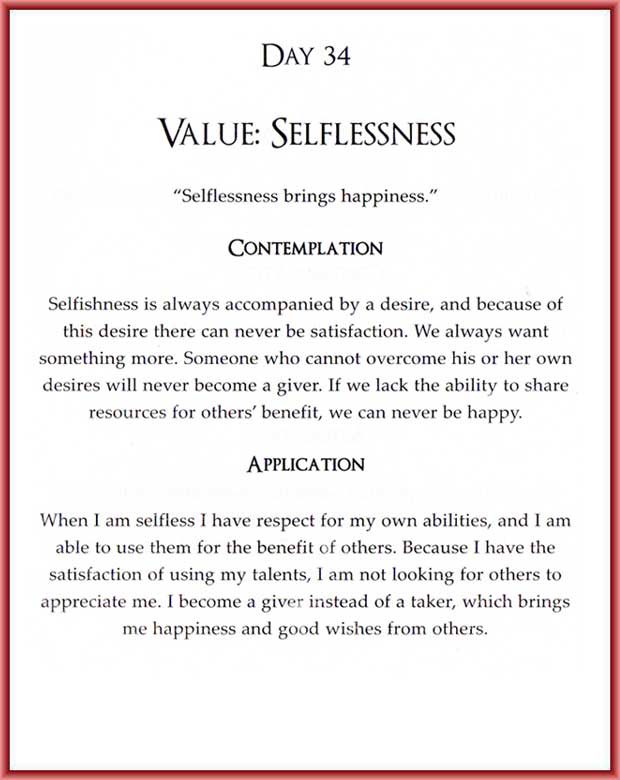 DAY 34
VALUE: SELFLESSNESS
“Selflessness brings happiness.”
CONTEMPLATION
Selfishness is always accompanied by a desire, and because of
this desire there can never be satisfaction. We always want
something more. Someone who cannot overcome his or her own
desires will never become a giver. If we lack the ability to share
resources for others’ benefit, we can never be happy.
APPLICATION
When I am selfless I have respect for my own abilities, and I am
able to use them for the benefit of others. Because I have the
satisfaction of using my talents, I am not looking for others to
appreciate me. I become a giver instead of a taker, which brings
me happiness and good wishes from others.